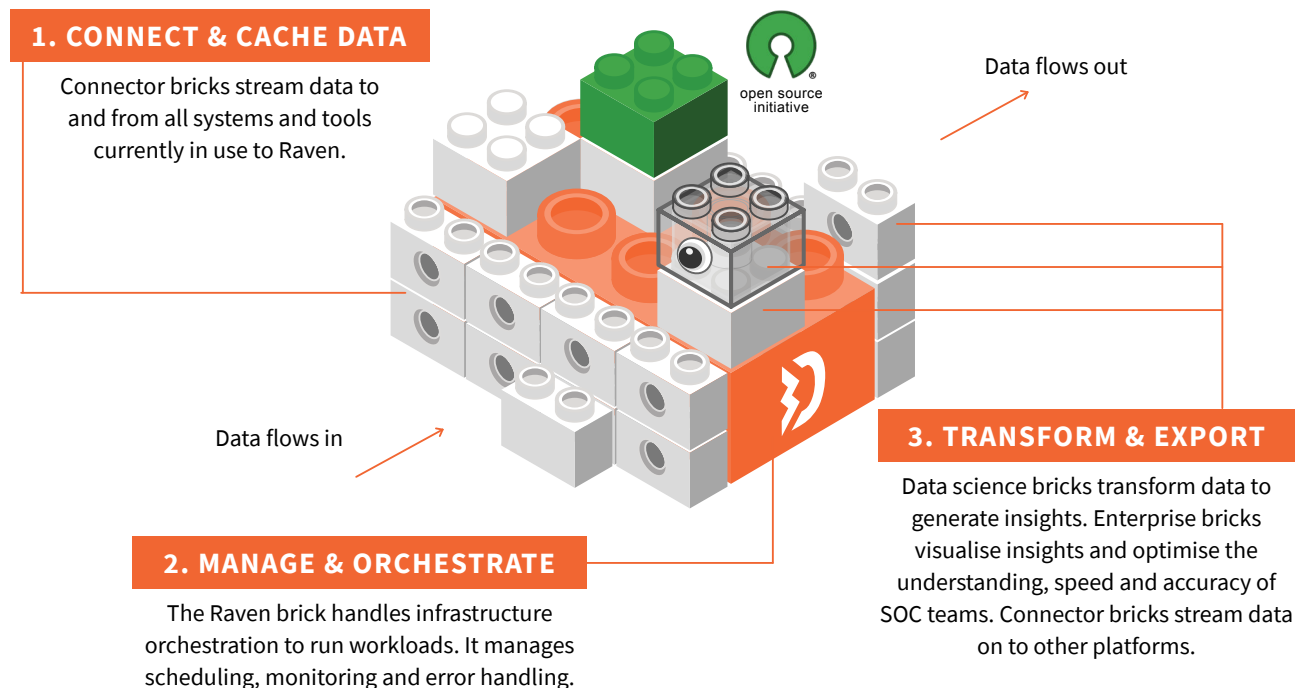 1. CONNECT & CACHE DATA
Connector bricks stream data to
and from all systems and tools
currently in use to Raven.
open source
initiative
®
Data flows out
Data flows in
2. MANAGE & ORCHESTRATE
The Raven brick handles infrastructure
orchestration to run workloads. It manages
scheduling, monitoring and error handling.
3. TRANSFORM & EXPORT
Data science bricks transform data to
generate insights. Enterprise bricks
visualise insights and optimise the
understanding, speed and accuracy of
SOC teams. Connector bricks stream data
on to other platforms.